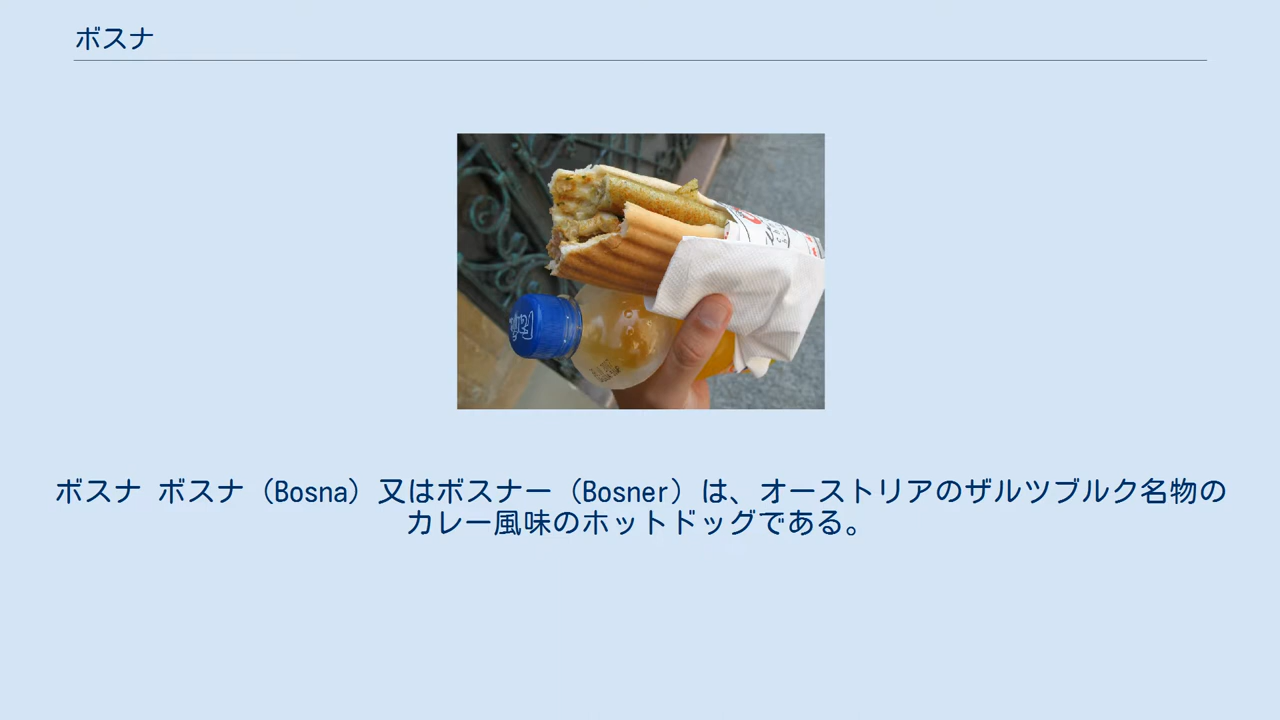 ボスナ
ボスナ ボスナ（Bosna）又はボスナー（Bosner）は、オーストリアのザルツブルク名物の
カレー風味のホットドッグである。